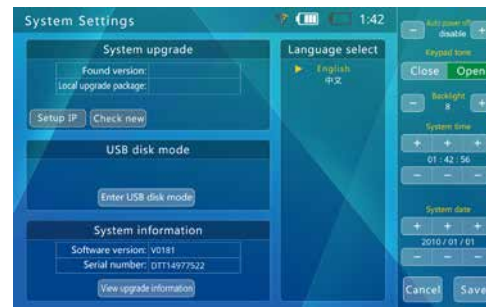 System Settings
1:42
System upgrade
Found version:
Local upgrade package:
Setup IP
Check new
USB disk mode
Enter USB disk mode
System information
Software version: V0181
Serial number: DTT14977522
View upgrade information
Language select
English
中文
Auto power off
disable
- +
Keypad tone
Close Open
Backlight
- 8 +
System time
+ + +
01 : 42 : 56
- - -
System date
+ + +
2010 / 01 / 01
- - -
Cancel Save